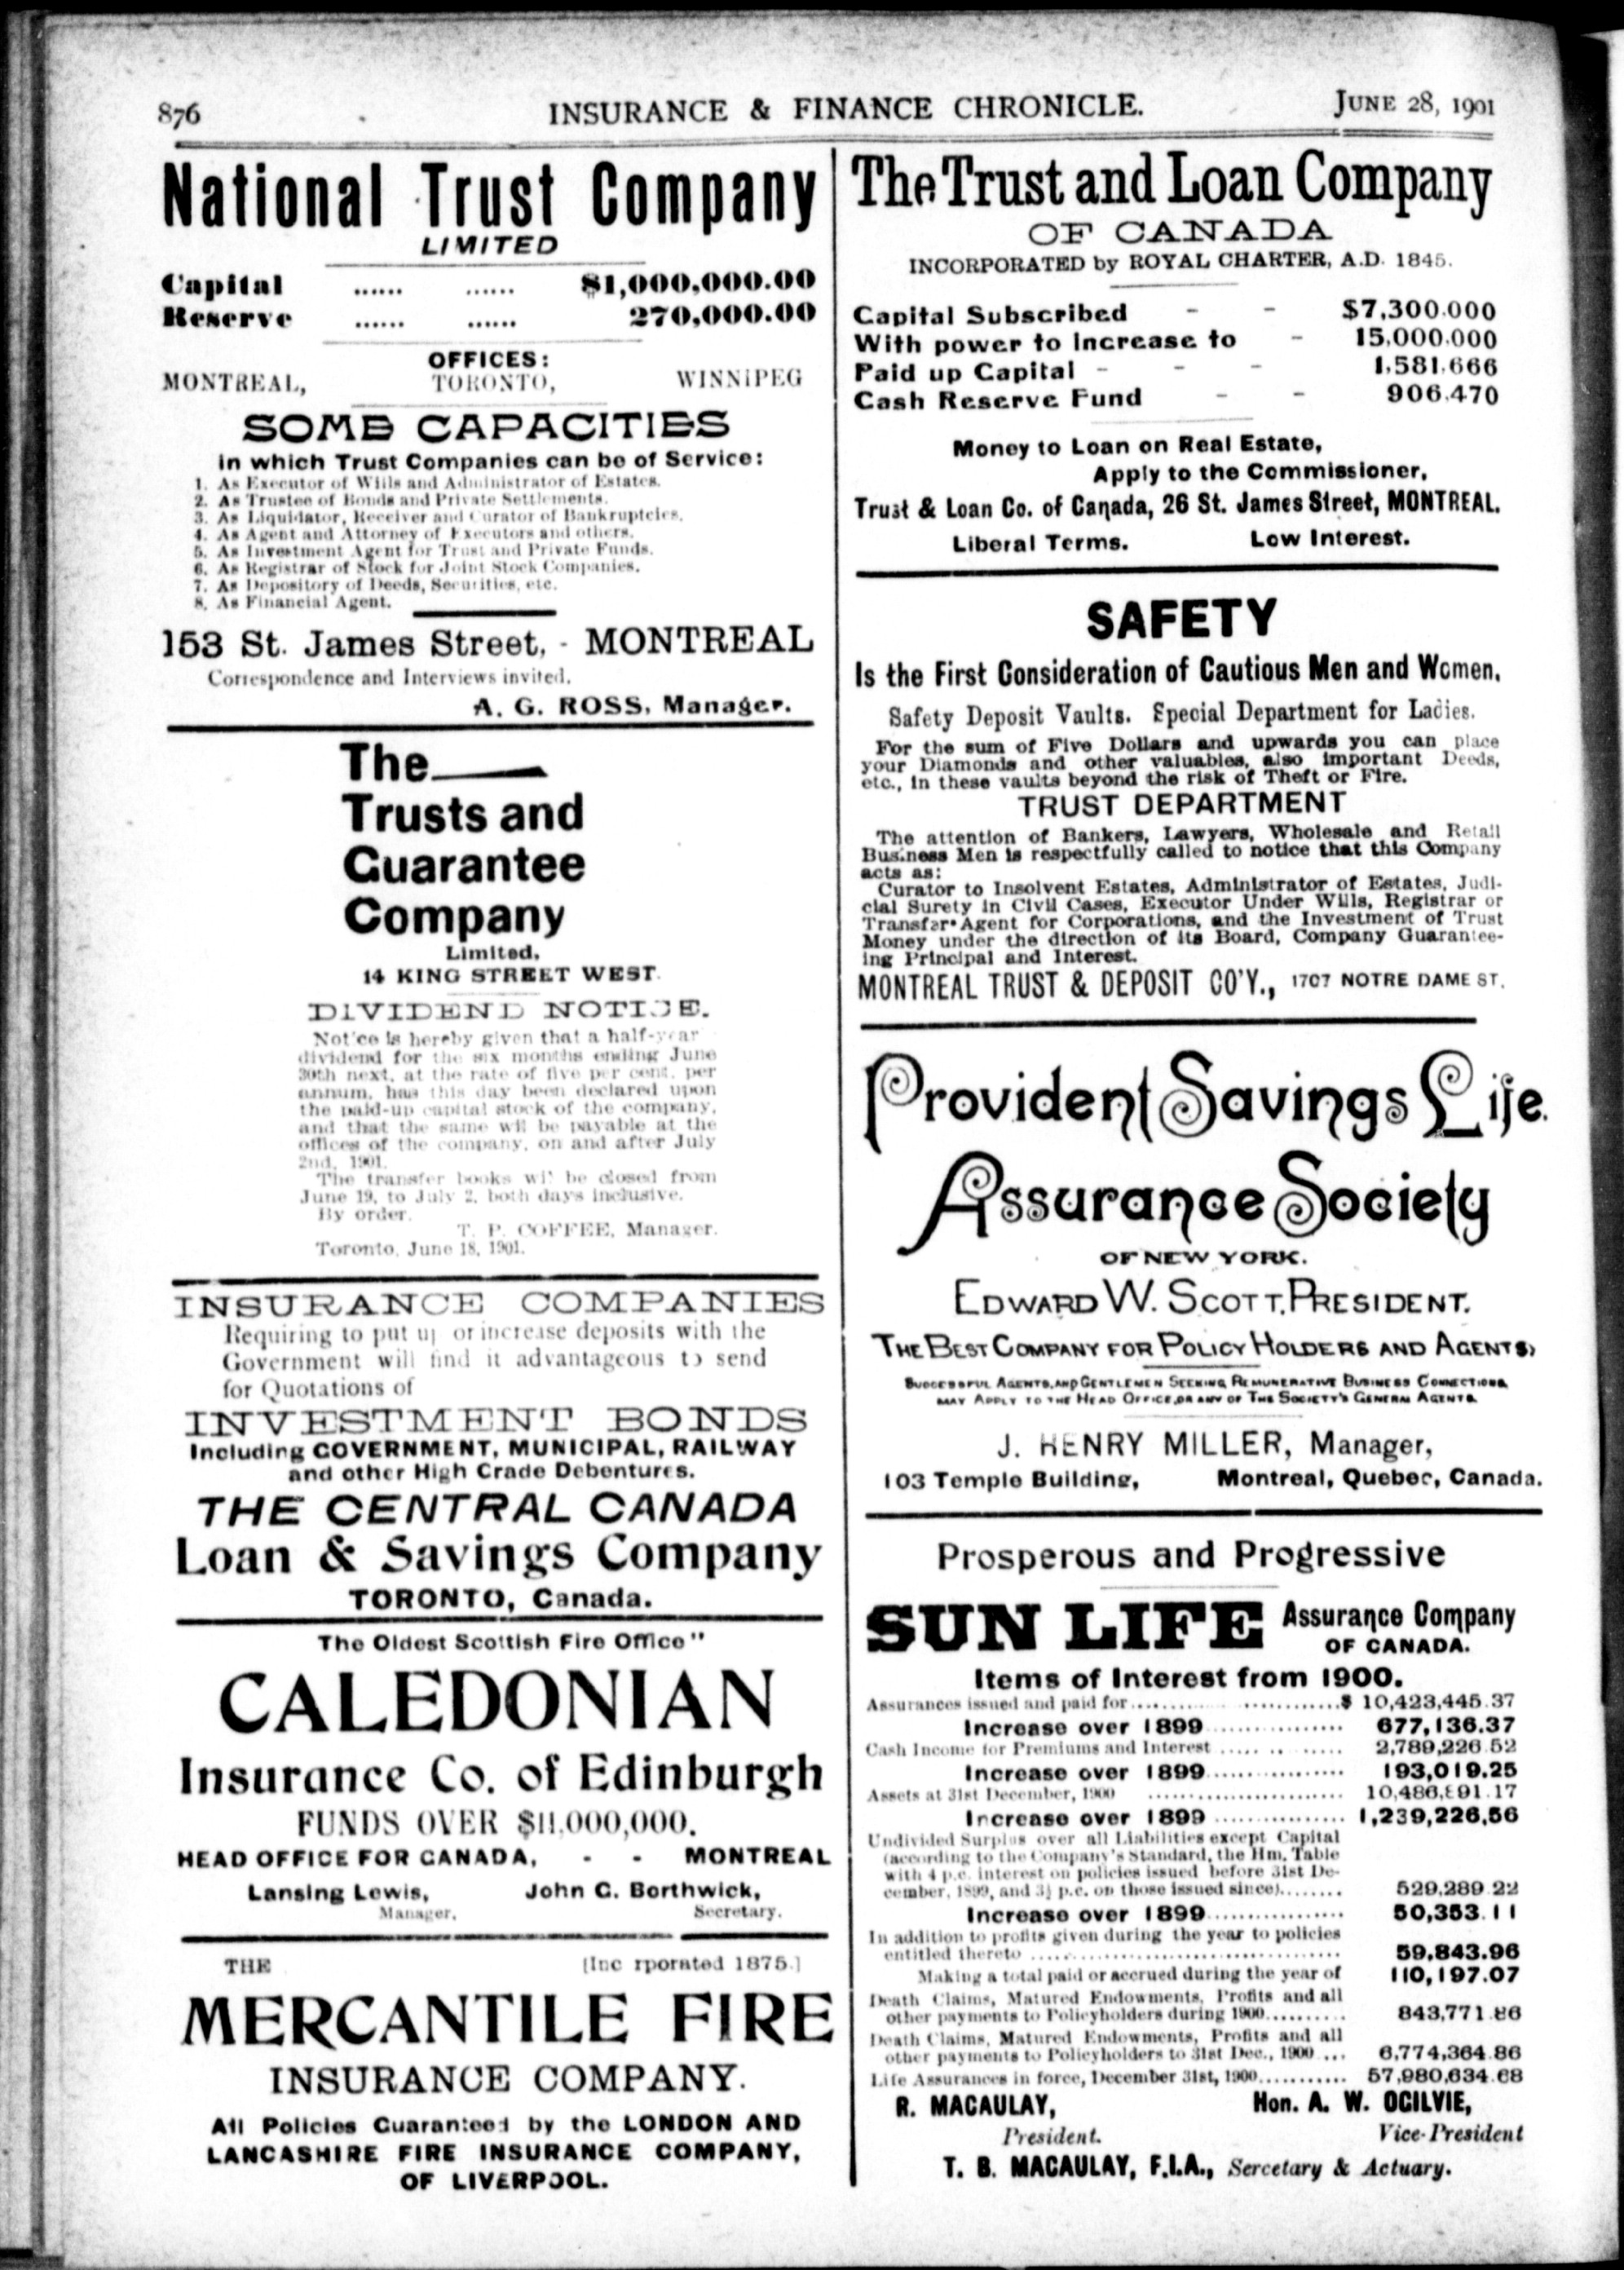 876
INSURANCE & FINANCE CHRONICLE.
JUNE 28, 1901
National Trust Company
LIMITED
Capital ...... ...... $1,000,000.00
Reserve ...... ...... 270,000.00
OFFICES:
MONTREAL, TORONTO, WINNIPEG
SOME CAPACITIES
in which Trust Companies can be of Service:
1. As Executor of Wills and Administrator of Estates.
2. As Trustee of Bonds and Private Settlements.
3. As Liquidator, Receiver and Curator of Bankruptcies.
4. As Agent and Attorney of Executors and others.
5. As Investment Agent for Trust and Private Funds.
6. As Registrar of Stock for Joint Stock Companies.
7. As Depository of Deeds, Securities, etc.
8. As Financial Agent.
153 St. James Street, - MONTREAL
Correspondence and Interviews invited.
A. G. ROSS, Manager.
The
Trusts and
Guarantee
Company
Limited,
14 KING STREET WEST
DIVIDEND NOTICE.
Notice is hereby given that a half-year
dividend for the six months ending June
30th next, at the rate of five per cent. per
annum, has this day been declared upon
the paid-up capital stock of the company,
and that the same will be payable at the
offices of the company, on and after July
2nd, 1901.
The transfer books will be closed from
June 19, to July 2, both days inclusive.
By order.
T. P. COFFEE, Manager.
Toronto, June 18, 1901.
INSURANCE COMPANIES
Requiring to put up or increase deposits with the
Government will find it advantageous to send
for Quotations of
INVESTMENT BONDS
Including GOVERNMENT, MUNICIPAL, RAILWAY
and other High Grade Debentures.
THE CENTRAL CANADA
Loan & Savings Company
TORONTO, Canada.
The Oldest Scottish Fire Office"
CALEDONIAN
Insurance Co. of Edinburgh
FUNDS OVER $11,000,000.
HEAD OFFICE FOR CANADA, - - MONTREAL
Lansing Lewis, John G. Borthwick,
Manager. Secretary.
THE [Inc rporated 1875.]
MERCANTILE FIRE
INSURANCE COMPANY.
All Policies Guaranteed by the LONDON AND
LANCASHIRE FIRE INSURANCE COMPANY,
OF LIVERPOOL.
The Trust and Loan Company
OF CANADA
INCORPORATED by ROYAL CHARTER, A.D. 1845.
Capital Subscribed - - $7,300,000
With power to increase to - 15,000,000
Paid up Capital - - - 1,581,666
Cash Reserve Fund - - 906,470
Money to Loan on Real Estate,
Apply to the Commissioner,
Trust & Loan Co. of Canada, 26 St. James Street, MONTREAL.
Liberal Terms. Low Interest.
SAFETY
Is the First Consideration of Cautious Men and Women.
Safety Deposit Vaults. Special Department for Ladies.
For the sum of Five Dollars and upwards you can place
your Diamonds and other valuables, also important Deeds,
etc., in these vaults beyond the risk of Theft or Fire.
TRUST DEPARTMENT
The attention of Bankers, Lawyers, Wholesale and Retail
Business Men is respectfully called to notice that this Company
acts as:
Curator to Insolvent Estates, Administrator of Estates, Judi-
cial Surety in Civil Cases, Executor Under Wills, Registrar or
Transfer Agent for Corporations, and the Investment of Trust
Money under the direction of its Board, Company Guarantee-
ing Principal and Interest.
MONTREAL TRUST & DEPOSIT CO'Y., 1707 NOTRE DAME ST.
Provident Savings Life
Assurance Society
OF NEW YORK.
EDWARD W. SCOTT, PRESIDENT.
THE BEST COMPANY FOR POLICY HOLDERS AND AGENTS,
SUCCESSFUL AGENTS, AND GENTLEMEN SEEKING REMUNERATIVE BUSINESS CONNECTIONS,
MAY APPLY TO THE HEAD OFFICE, OR ANY OF THE SOCIETY'S GENERAL AGENTS.
J. HENRY MILLER, Manager,
103 Temple Building, Montreal, Quebec, Canada.
Prosperous and Progressive
SUN LIFE Assurance Company
OF CANADA.
Items of Interest from 1900.
Assurances issued and paid for.......... ............$ 10,423,445.37
Increase over 1899 ................ 677,136.37
Cash Income for Premiums and Interest ..... .. ..... 2,789,226.52
Increase over 1899................ 193,019.25
Assets at 31st December, 1900 ........................ 10,486,891.17
Increase over 1899 ................ 1,239,226,56
Undivided Surplus over all Liabilities except Capital
(according to the Company's Standard, the Hm. Table
with 4 p.c. interest on policies issued before 31st De-
cember, 1899, and 3½ p.c. on those issued since)........ 529,289.22
Increase over 1899................ 50,353.11
In addition to profits given during the year to policies
entitled thereto ...................................... 59,843.96
Making a total paid or accrued during the year of 110,197.07
Death Claims, Matured Endowments, Profits and all
other payments to Policyholders during 1900.......... 843,771.86
Death Claims, Matured Endowments, Profits and all
other payments to Policyholders to 31st Dec., 1900 ... 6,774,364.86
Life Assurances in force, December 31st, 1900........... 57,980,634.68
R. MACAULAY, Hon. A. W. OGILVIE,
President. Vice-President
T. B. MACAULAY, F.I.A., Sercetary & Actuary.